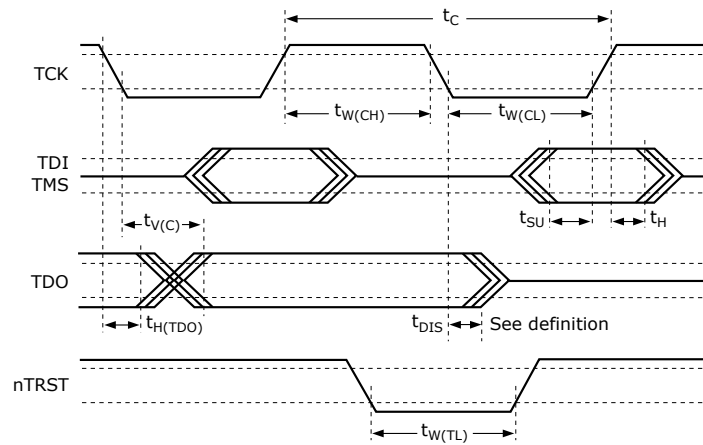 tC
TCK
tW(CH)
tW(CL)
TDI
TMS
tSU
tH
tV(C)
TDO
tH(TDO)
tDIS
See definition
nTRST
tW(TL)